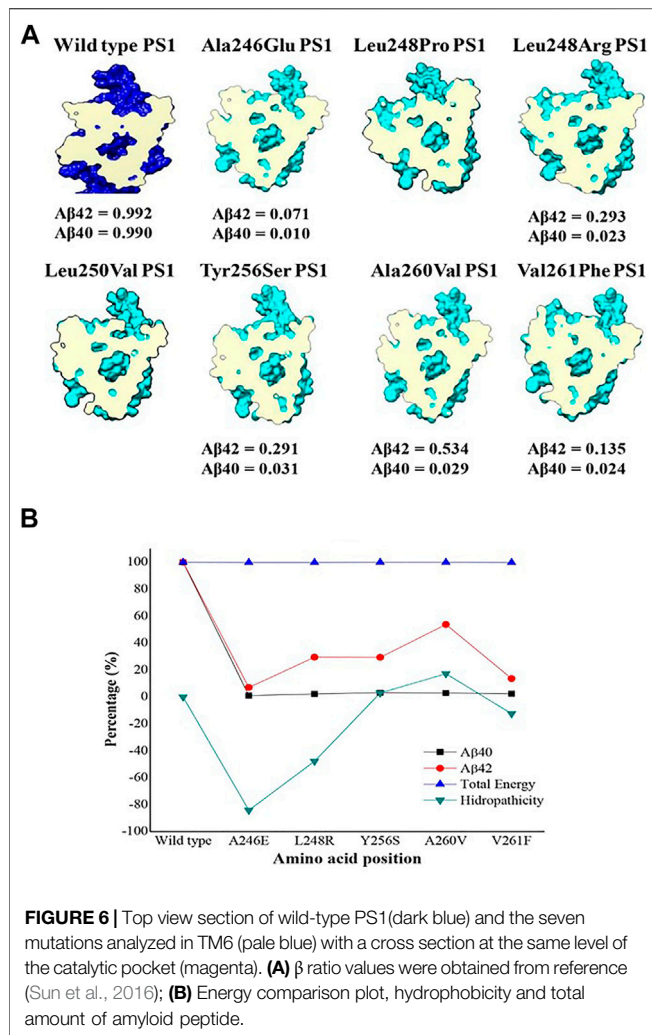 A
Wild type PS1 Ala246Glu PS1 Leu248Pro PS1 Leu248Arg PS1
Aβ42 = 0.992 Aβ42 = 0.071 Aβ42 = 0.293
Aβ40 = 0.990 Aβ40 = 0.010 Aβ40 = 0.023
Leu250Val PS1 Tyr256Ser PS1 Ala260Val PS1 Val261Phe PS1
Aβ42 = 0.291 Aβ42 = 0.534 Aβ42 = 0.135
Aβ40 = 0.031 Aβ40 = 0.029 Aβ40 = 0.024
B
Percentage (%)
100
80
60
40
20
0
-20
-40
-60
-80
-100
Aβ40
Aβ42
Total Energy
Hidropathicity
Wild type A246E L248R Y256S A260V V261F
Amino acid position
FIGURE 6 | Top view section of wild-type PS1(dark blue) and the seven
mutations analyzed in TM6 (pale blue) with a cross section at the same level of
the catalytic pocket (magenta). (A) β ratio values were obtained from reference
(Sun et al., 2016); (B) Energy comparison plot, hydrophobicity and total
amount of amyloid peptide.